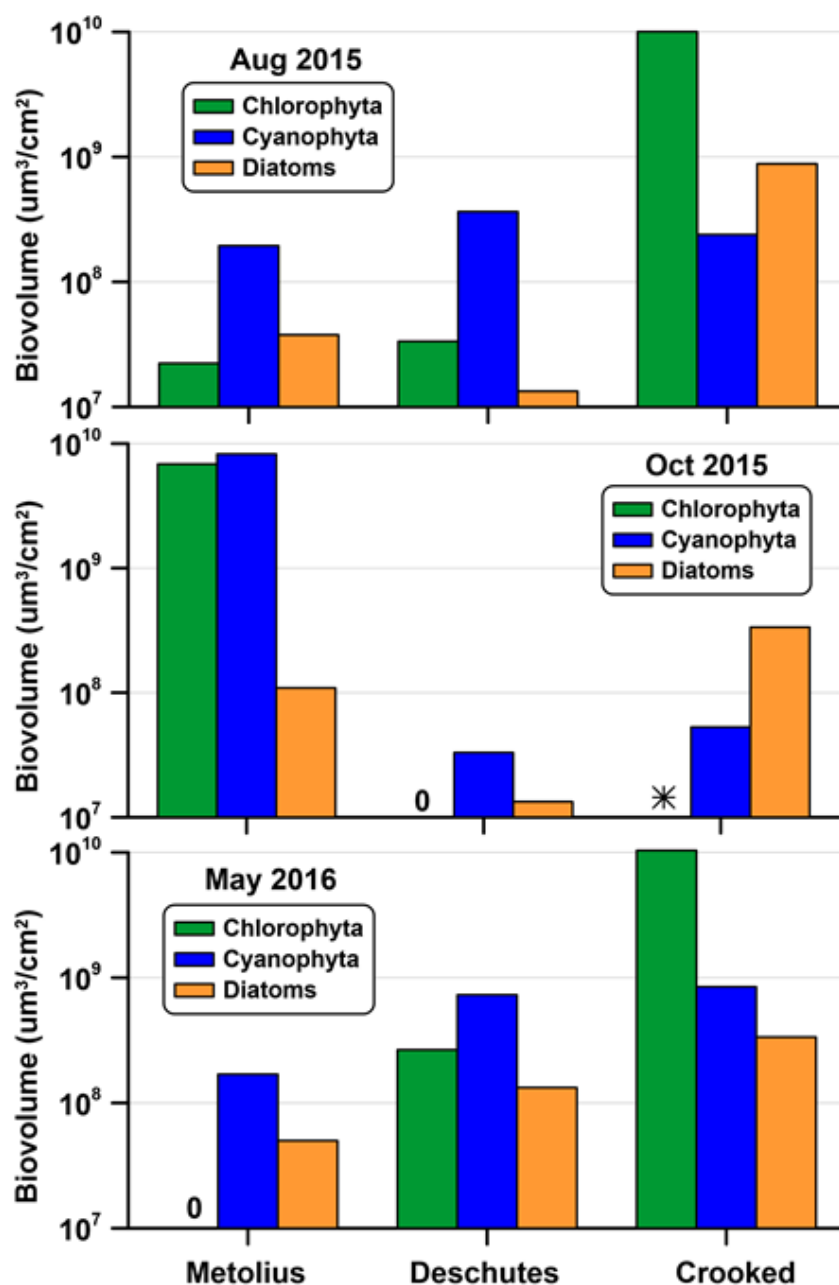 Aug 2015
Chlorophyta
Cyanophyta
Diatoms
Biovolume (um³/cm²)
10¹⁰
10⁹
10⁸
10⁷
Oct 2015
Chlorophyta
Cyanophyta
Diatoms
Biovolume (um³/cm²)
10¹⁰
10⁹
10⁸
10⁷
0
*
May 2016
Chlorophyta
Cyanophyta
Diatoms
Biovolume (um³/cm²)
10¹⁰
10⁹
10⁸
10⁷
0
Metolius Deschutes Crooked